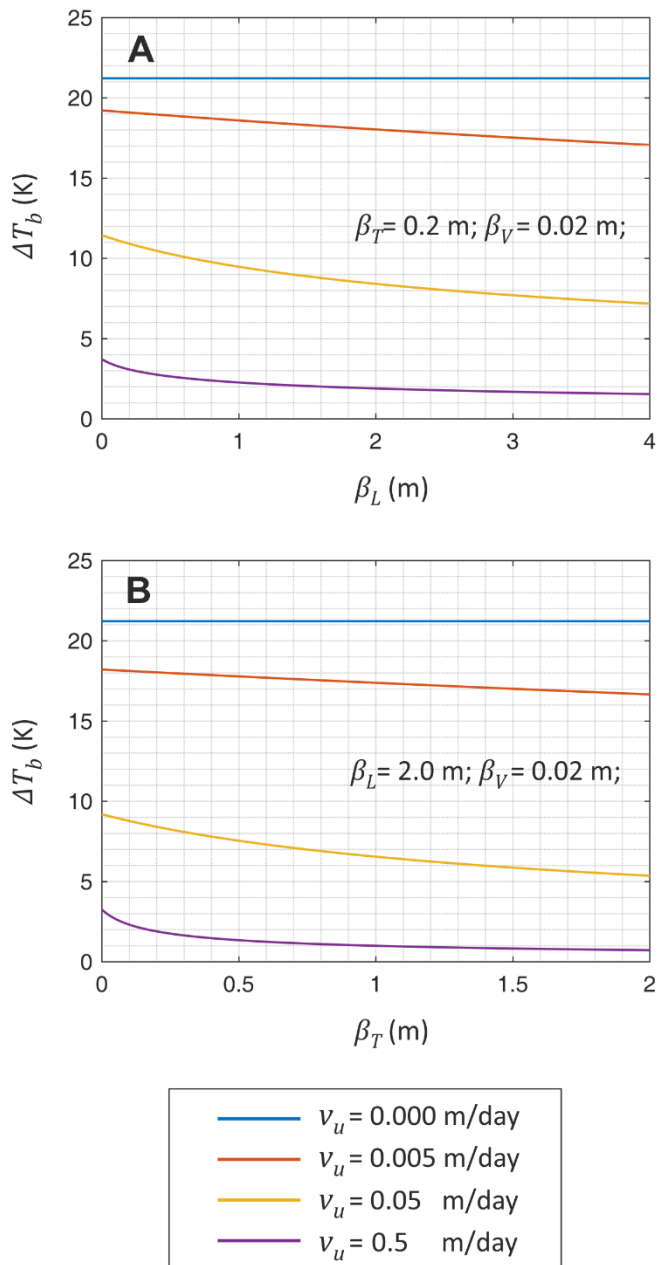 A
25
20
15
10
5
0
ΔT_b (K)
β_T= 0.2 m; β_V= 0.02 m;
0 1 2 3 4
β_L (m)
B
25
20
15
10
5
0
ΔT_b (K)
β_L= 2.0 m; β_V= 0.02 m;
0 0.5 1 1.5 2
β_T (m)
v_u = 0.000 m/day
v_u = 0.005 m/day
v_u = 0.05 m/day
v_u = 0.5 m/day